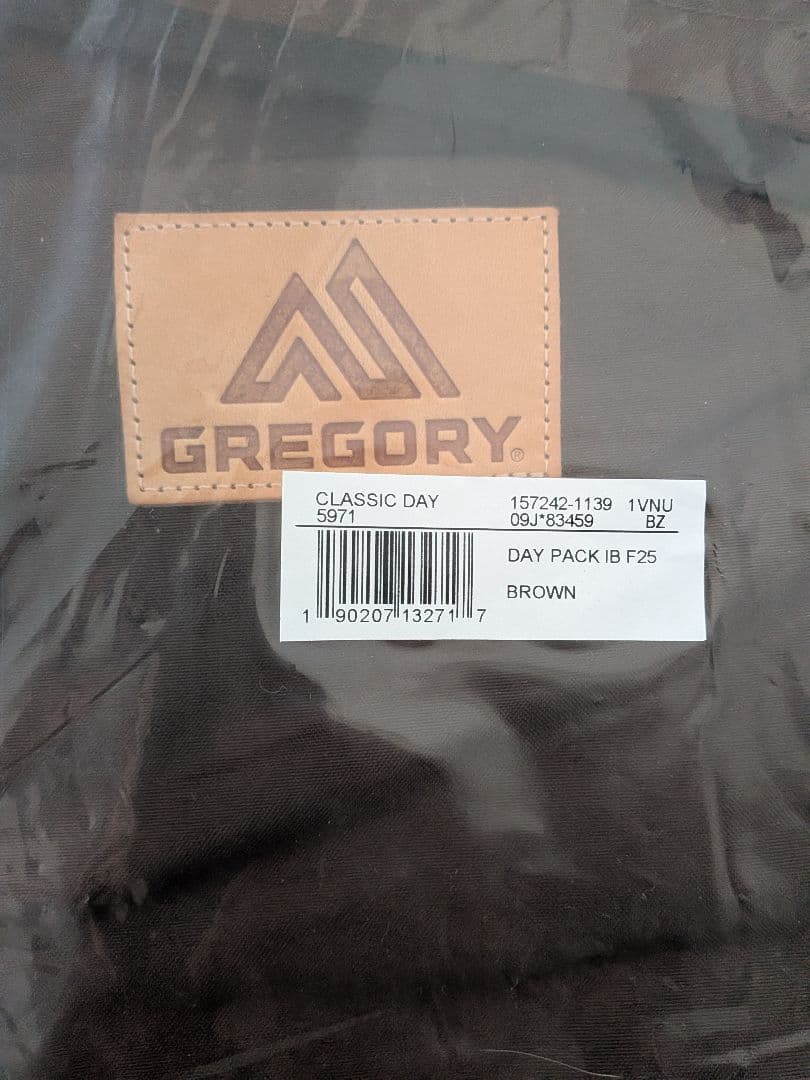 GREGORY®
CLASSIC DAY 157242-1139 1VNU
5971 09J*83459 BZ
DAY PACK IB F25
BROWN
1 90207 13271 7